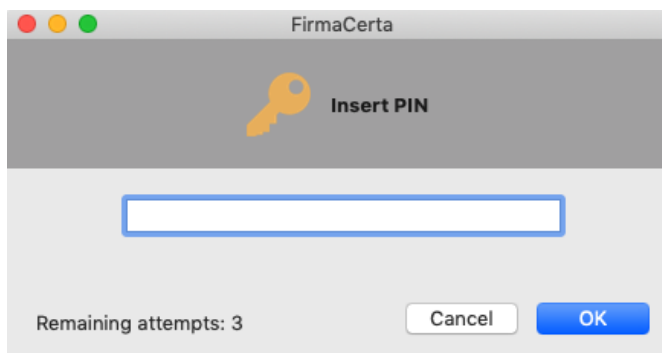 FirmaCerta
Insert PIN
Remaining attempts: 3
Cancel
OK